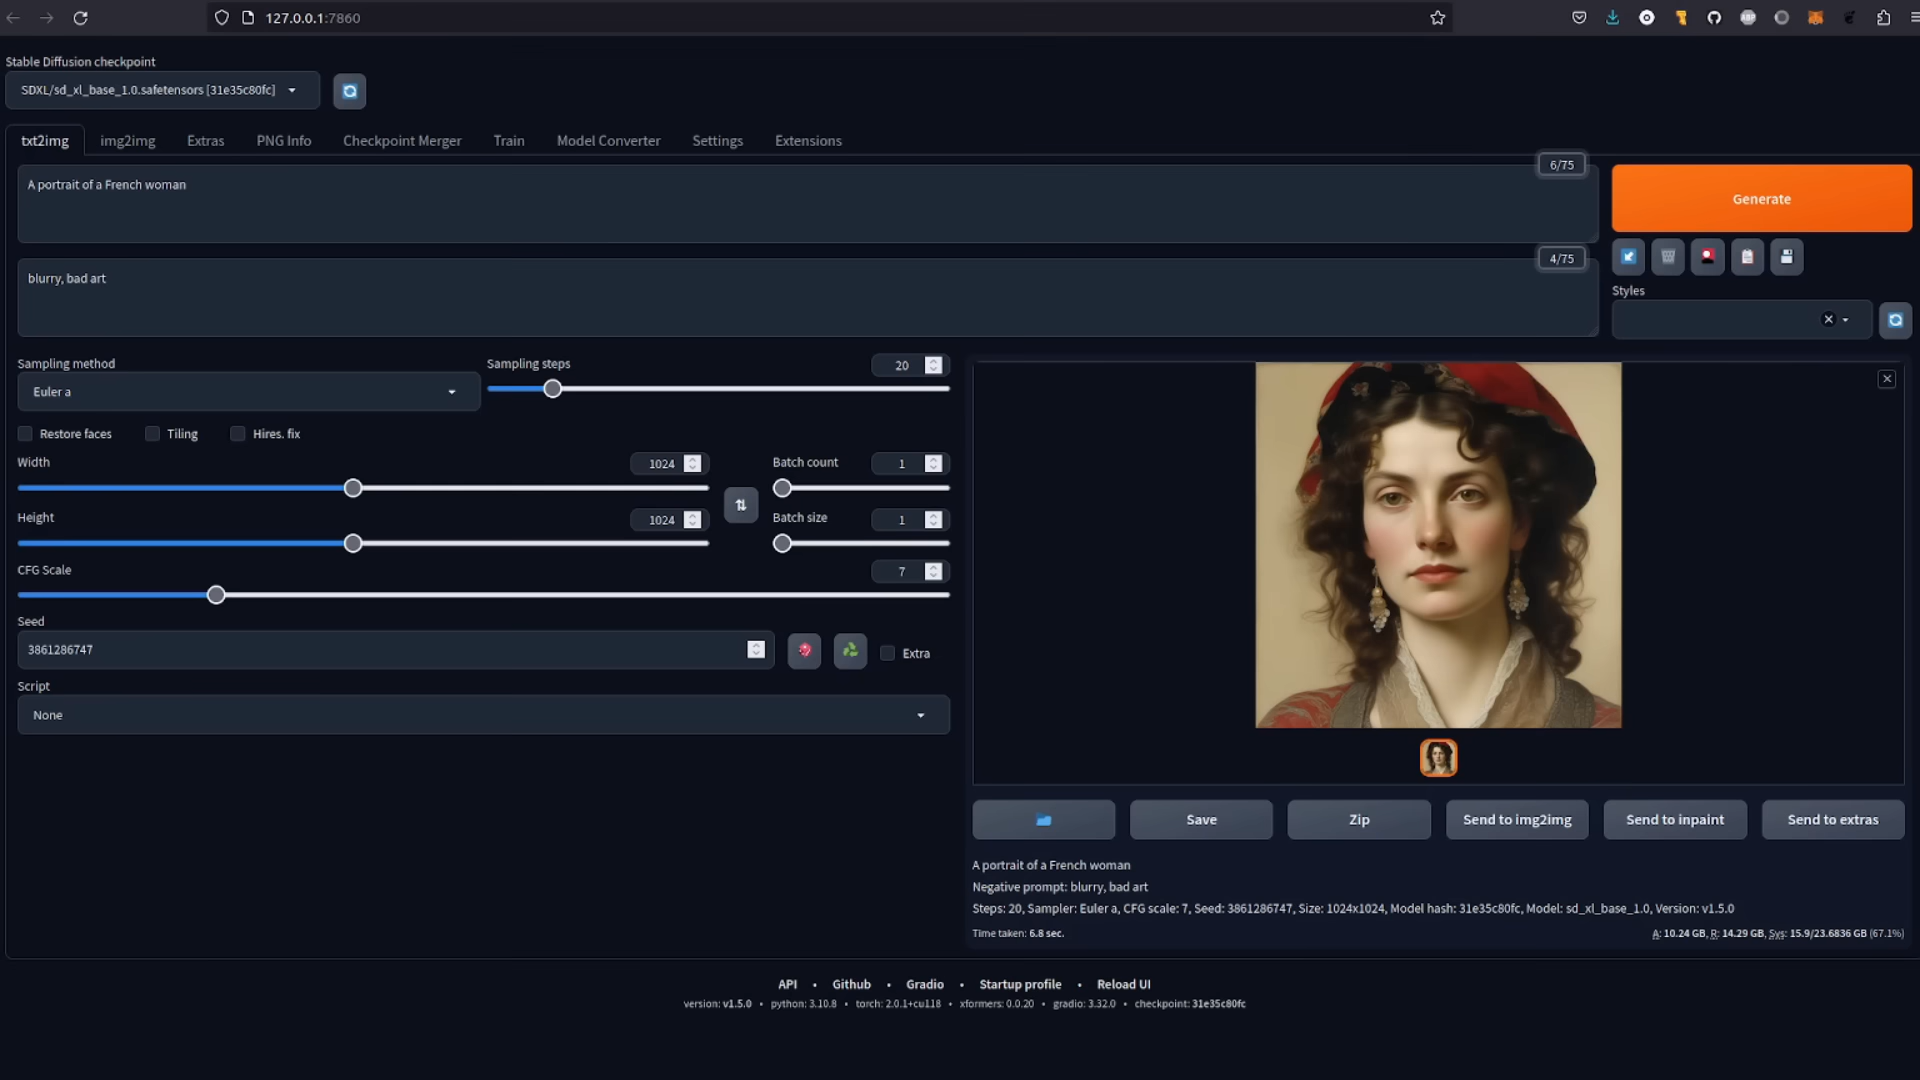 127.0.0.1:7860
Stable Diffusion checkpoint
SDXL/sd_xl_base_1.0.safetensors [31e35c80fc]
txt2img img2img Extras PNG Info Checkpoint Merger Train Model Converter Settings Extensions
6/75
A portrait of a French woman
Generate
4/75
blurry, bad art
Styles
Sampling method
Euler a
Sampling steps
20
Restore faces Tiling Hires. fix
Width
1024
Batch count
1
Height
1024
Batch size
1
CFG Scale
7
Seed
3861286747
Extra
Script
None
Save Zip Send to img2img Send to inpaint Send to extras
A portrait of a French woman
Negative prompt: blurry, bad art
Steps: 20, Sampler: Euler a, CFG scale: 7, Seed: 3861286747, Size: 1024x1024, Model hash: 31e35c80fc, Model: sd_xl_base_1.0, Version: v1.5.0
Time taken: 6.8 sec.
A: 10.24 GB, R: 14.29 GB, Sys: 15.9/23.6836 GB (67.1%)
API • Github • Gradio • Startup profile • Reload UI
version: v1.5.0 • python: 3.10.8 • torch: 2.0.1+cu118 • xformers: 0.0.20 • gradio: 3.32.0 • checkpoint: 31e35c80fc